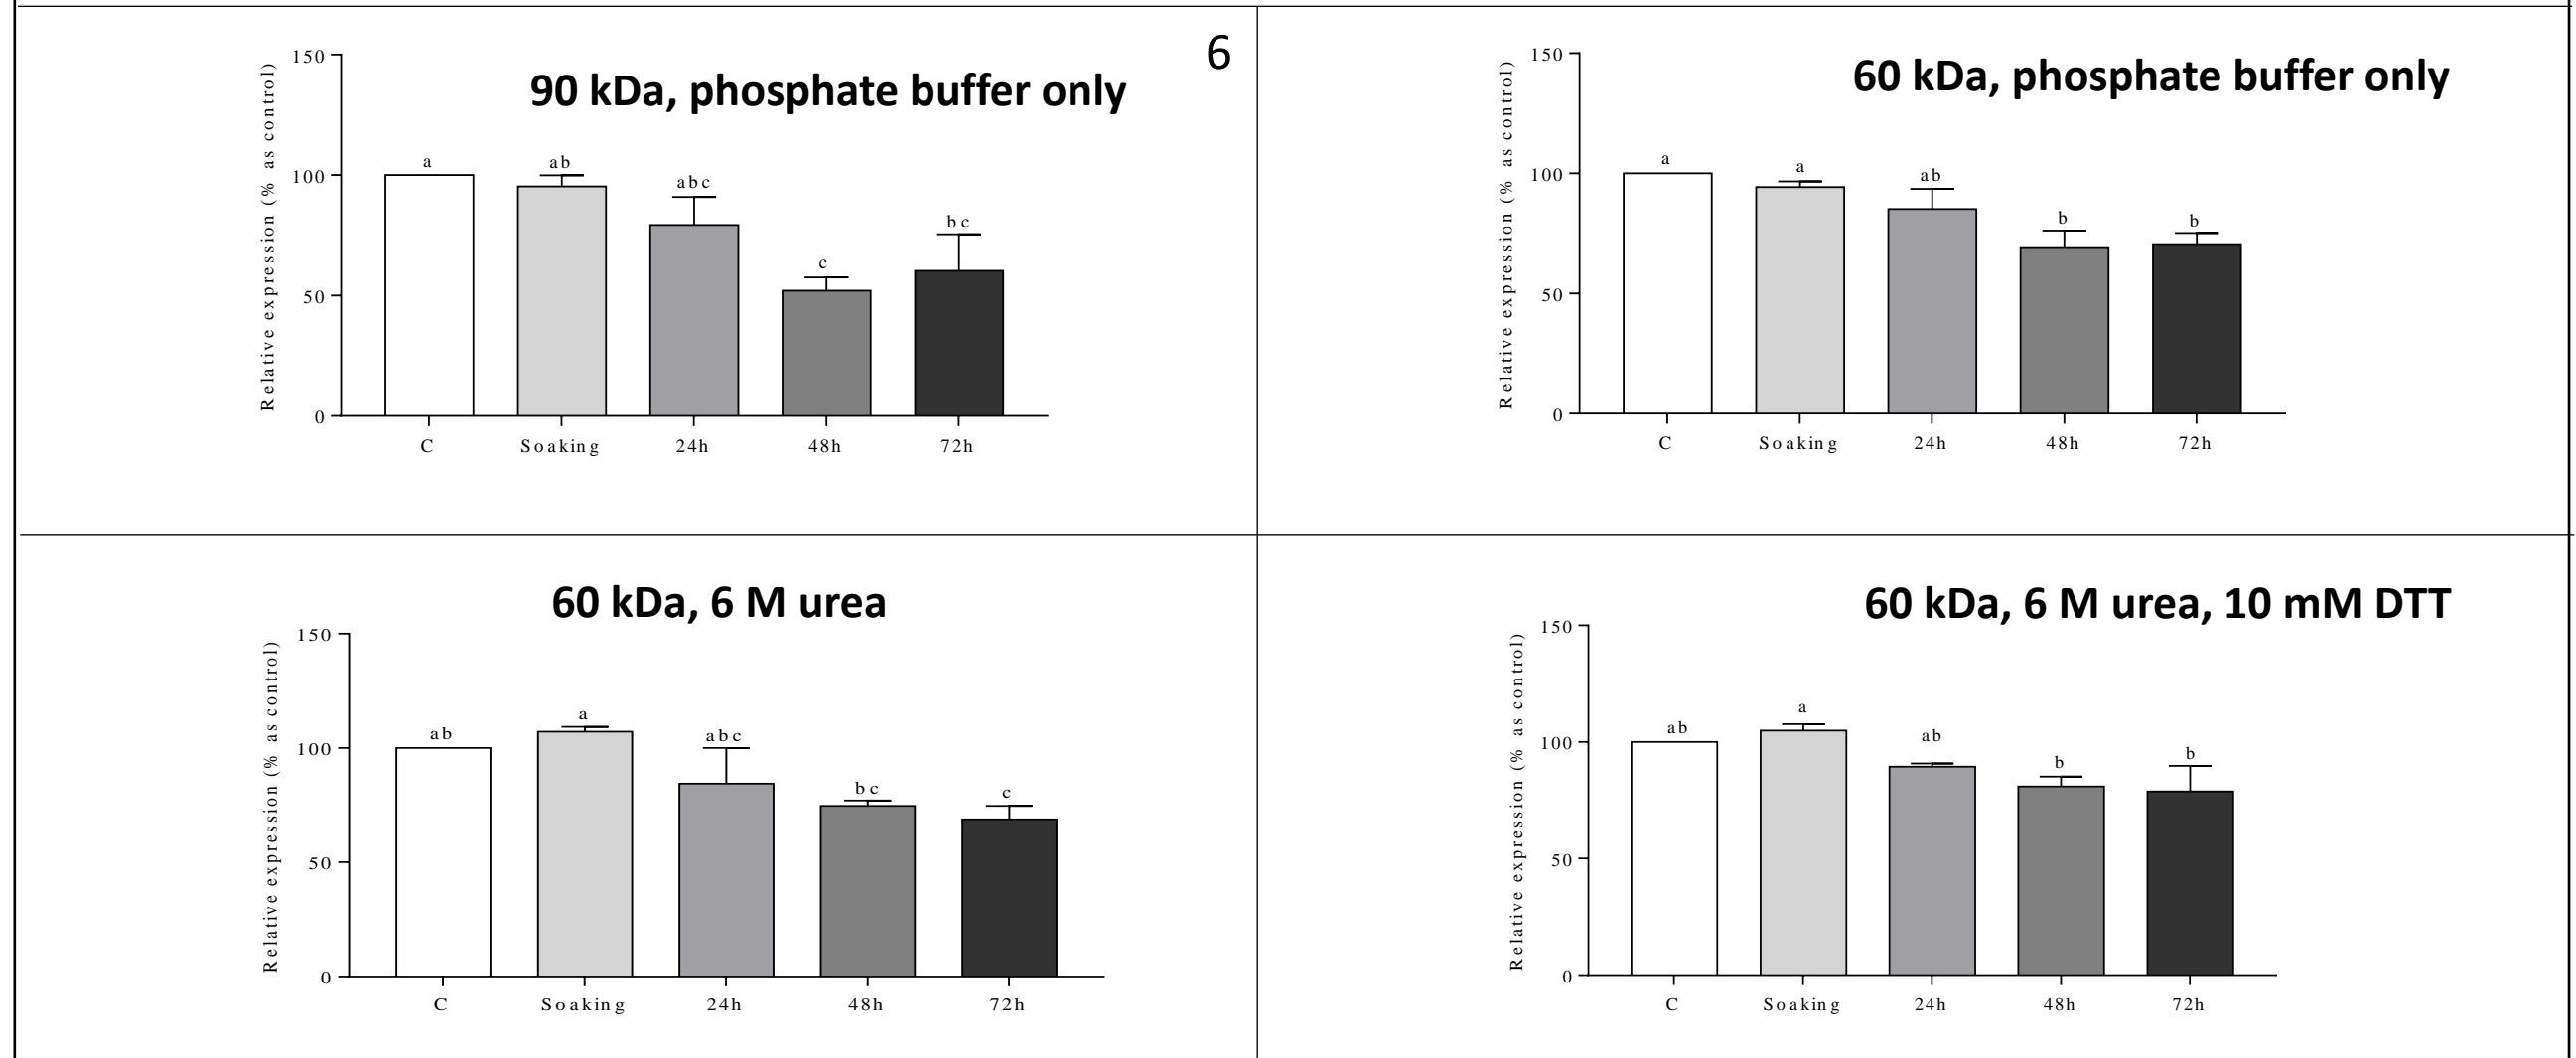 6
90 kDa, phosphate buffer only
Relative expression (% as control)
150
100
50
0
a
ab
abc
c
bc
C
Soaking
24h
48h
72h
60 kDa, phosphate buffer only
Relative expression (% as control)
150
100
50
0
a
a
ab
b
b
C
Soaking
24h
48h
72h
60 kDa, 6 M urea
Relative expression (% as control)
150
100
50
0
ab
a
abc
bc
c
C
Soaking
24h
48h
72h
60 kDa, 6 M urea, 10 mM DTT
Relative expression (% as control)
150
100
50
0
ab
a
ab
b
b
C
Soaking
24h
48h
72h